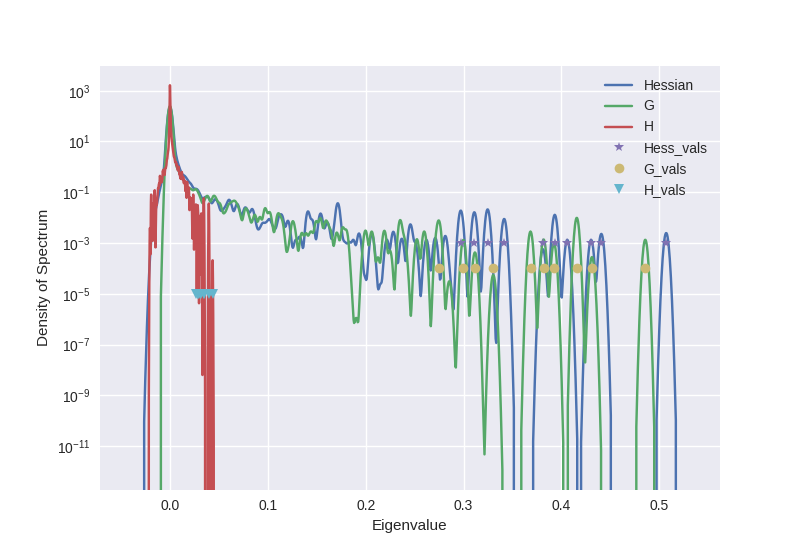 10^3
10^1
10^-1
10^-3
10^-5
10^-7
10^-9
10^-11
Density of Spectrum
Hessian
G
H
Hess_vals
G_vals
H_vals
0.0 0.1 0.2 0.3 0.4 0.5
Eigenvalue